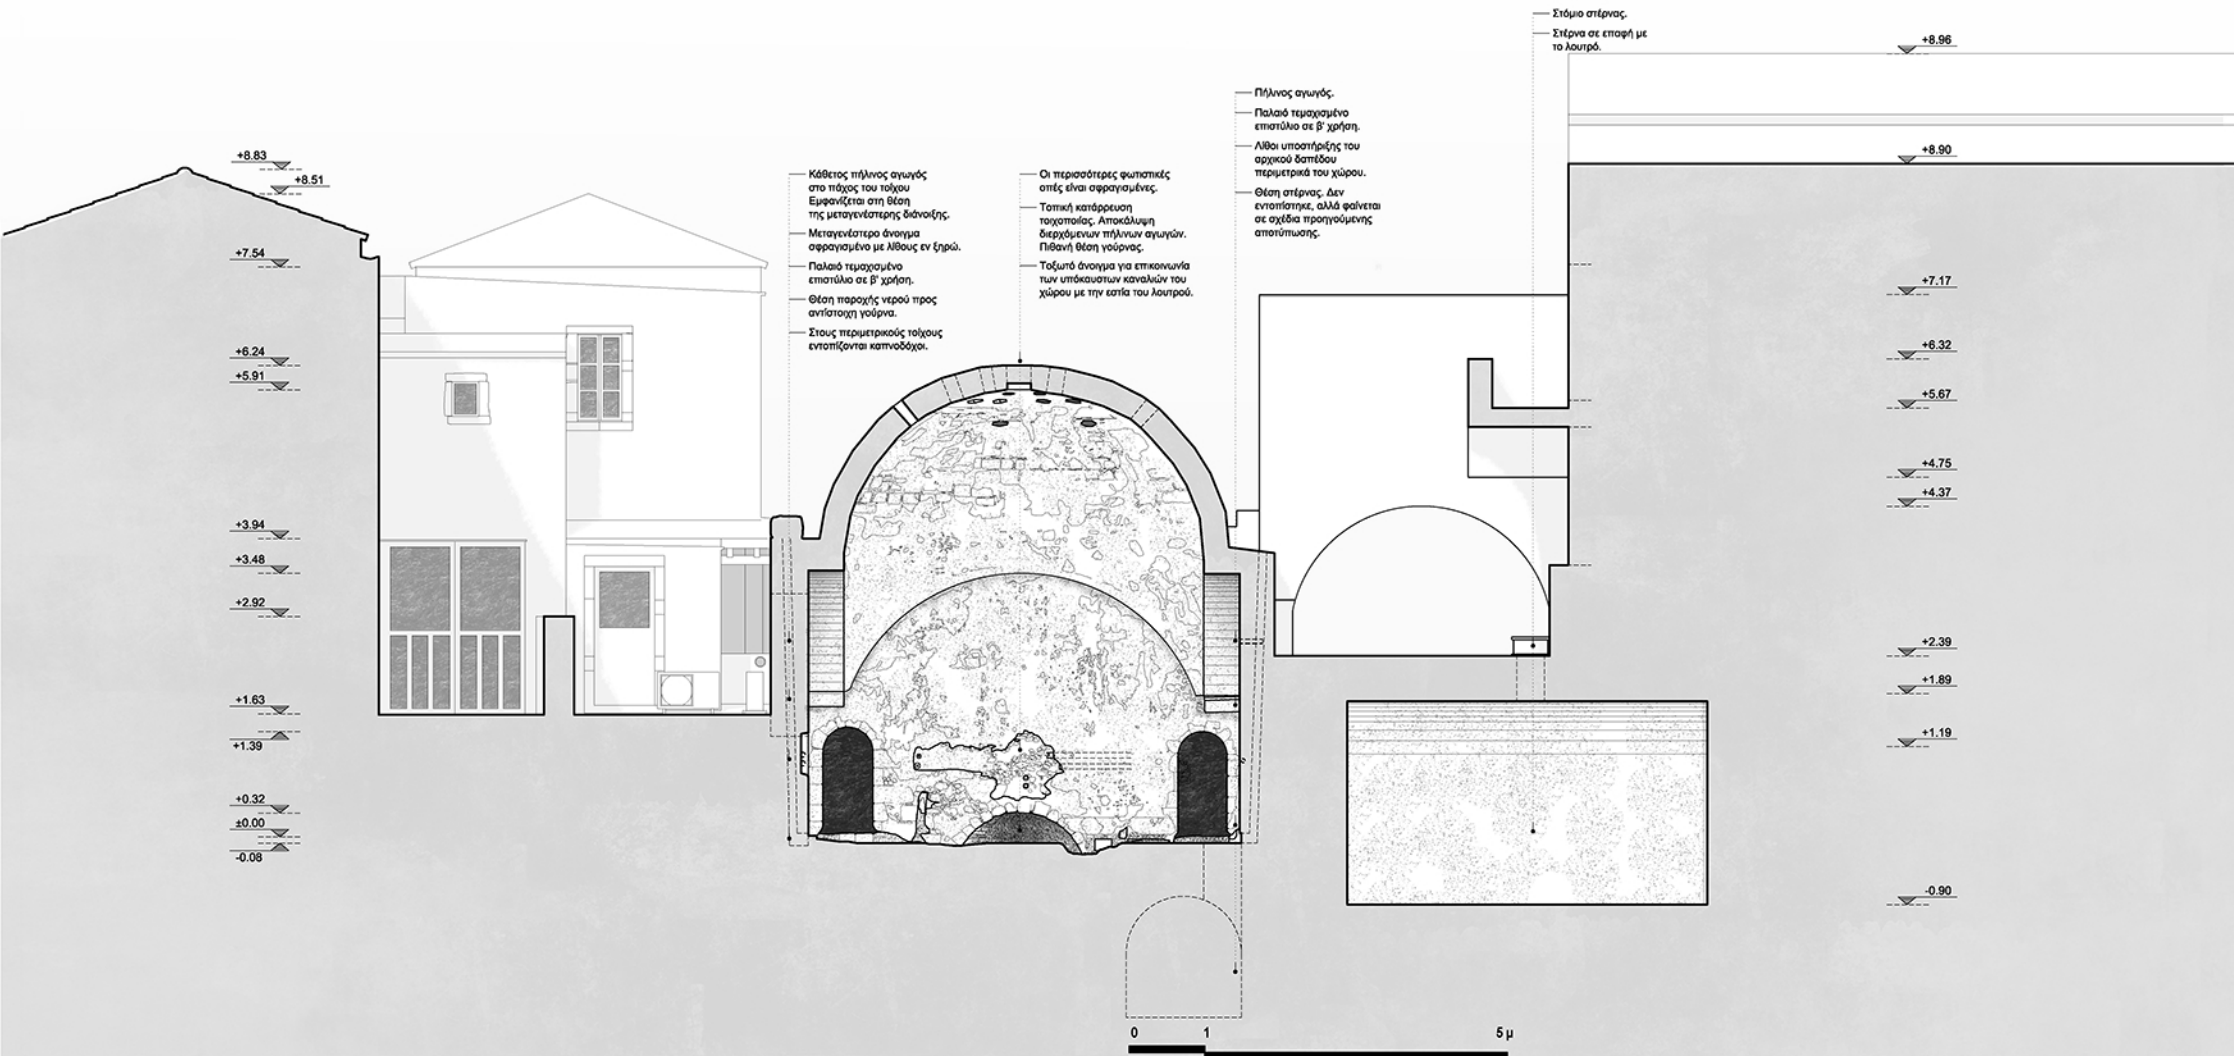 Στόμιο στέρνας.
Στέρνα σε επαφή με
το λουτρό.
+8.96
Πήλινος αγωγός.
Παλαιό τεμαχισμένο
επιστύλιο σε β' χρήση.
Λίθοι υποστήριξης του
αρχικού δαπέδου
περιμετρικά του χώρου.
Θέση στέρνας. Δεν
εντοπίστηκε, αλλά φαίνεται
σε σχέδια προηγούμενης
αποτύπωσης.
+8.90
+8.83
+8.51
Κάθετος πήλινος αγωγός
στο πάχος του τοίχου
Εμφανίζεται στη θέση
της μεταγενέστερης διάνοιξης.
Μεταγενέστερο άνοιγμα
σφραγισμένο με λίθους εν ξηρώ.
Παλαιό τεμαχισμένο
επιστύλιο σε β' χρήση.
Θέση παροχής νερού προς
αντίστοιχη γούρνα.
Στους περιμετρικούς τοίχους
εντοπίζονται καπνοδόχοι.
Οι περισσότερες φωτιστικές
οπές είναι σφραγισμένες.
Τοπική κατάρρευση
τοιχοποιίας. Αποκάλυψη
διερχόμενων πήλινων αγωγών.
Πιθανή θέση γούρνας.
Τοξωτό άνοιγμα για επικοινωνία
των υπόκαυστων καναλιών του
χώρου με την εστία του λουτρού.
+7.54
+7.17
+6.24
+6.32
+5.91
+5.67
+4.75
+4.37
+3.94
+3.48
+2.92
+2.39
+1.89
+1.63
+1.39
+1.19
+0.32
±0.00
-0.08
-0.90
0 1 5 μ